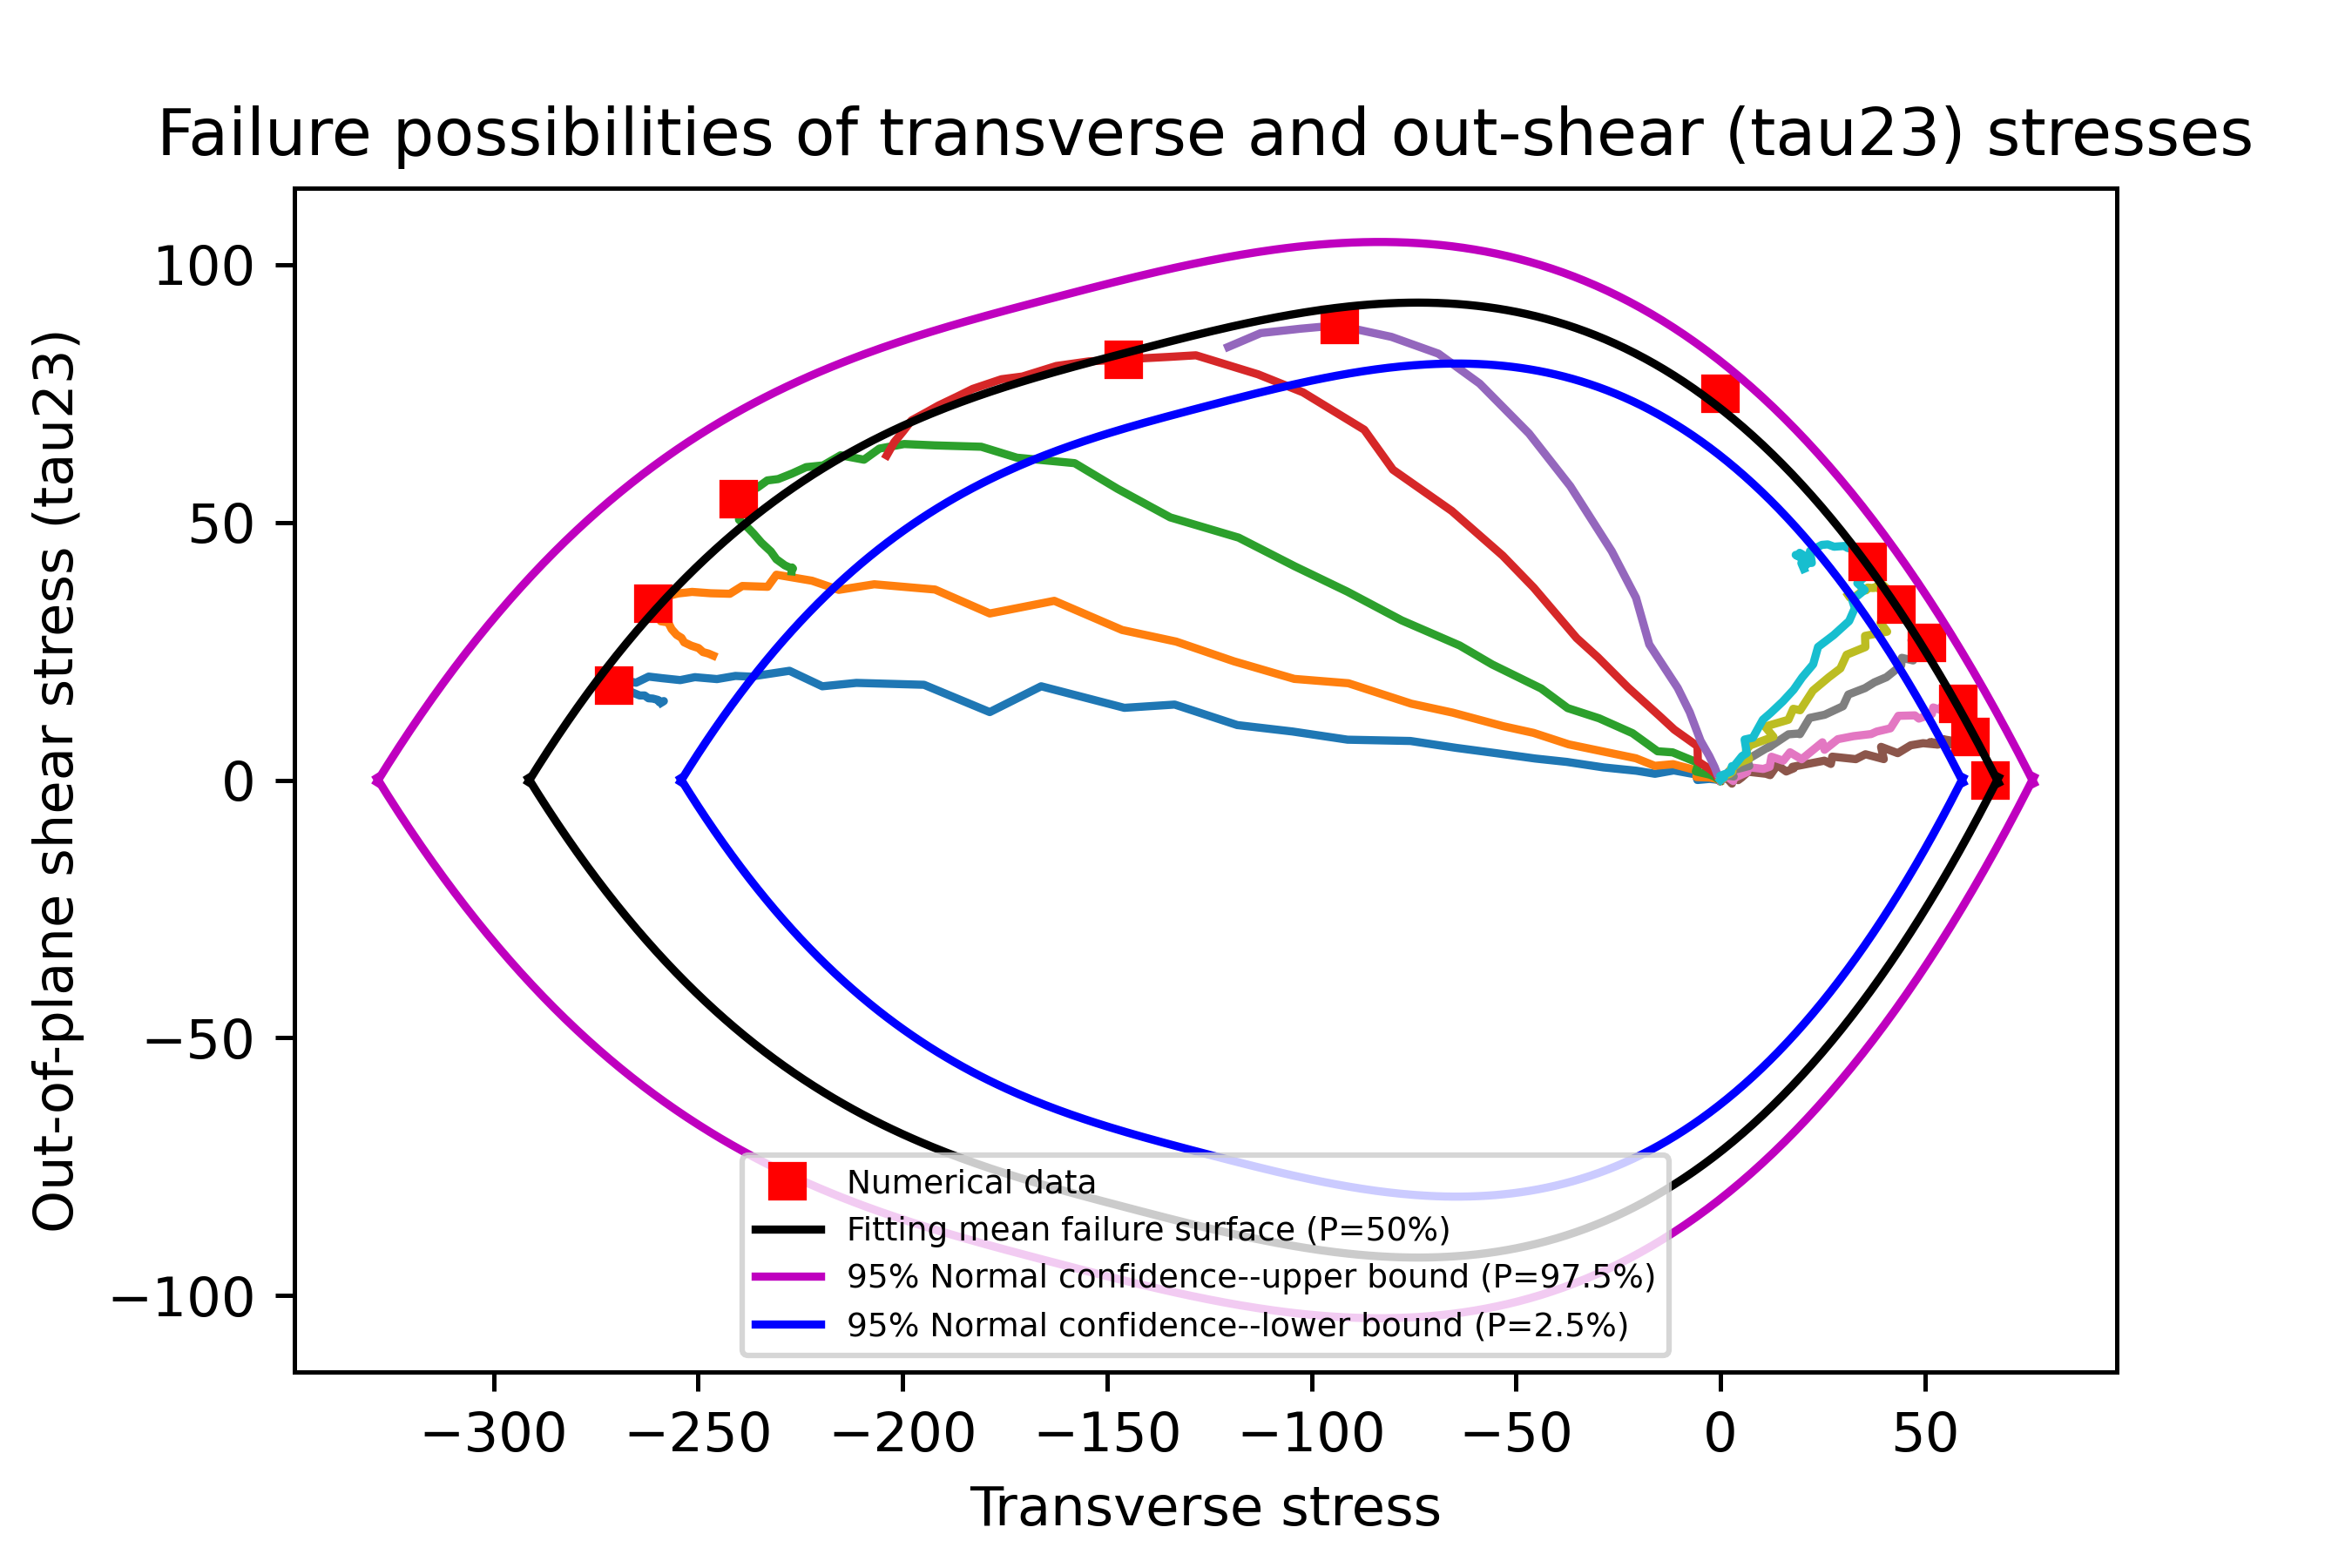 Failure possibilities of transverse and out-shear (tau23) stresses
Out-of-plane shear stress (tau23)
100
50
0
−50
−100
Numerical data
Fitting mean failure surface (P=50%)
95% Normal confidence--upper bound (P=97.5%)
95% Normal confidence--lower bound (P=2.5%)
−300 −250 −200 −150 −100 −50 0 50
Transverse stress